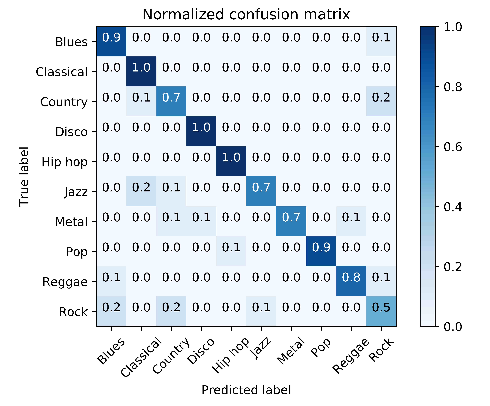 Normalized confusion matrix
Blues 0.9 0.0 0.0 0.0 0.0 0.0 0.0 0.0 0.0 0.1
Classical 0.0 1.0 0.0 0.0 0.0 0.0 0.0 0.0 0.0 0.0
Country 0.0 0.1 0.7 0.0 0.0 0.0 0.0 0.0 0.0 0.2
Disco 0.0 0.0 0.0 1.0 0.0 0.0 0.0 0.0 0.0 0.0
Hip hop 0.0 0.0 0.0 0.0 1.0 0.0 0.0 0.0 0.0 0.0
Jazz 0.0 0.2 0.1 0.0 0.0 0.7 0.0 0.0 0.0 0.0
Metal 0.0 0.0 0.1 0.1 0.0 0.0 0.7 0.0 0.1 0.0
Pop 0.0 0.0 0.0 0.0 0.1 0.0 0.0 0.9 0.0 0.0
Reggae 0.1 0.0 0.0 0.0 0.0 0.0 0.0 0.0 0.8 0.1
Rock 0.2 0.0 0.2 0.0 0.0 0.1 0.0 0.0 0.0 0.5
True label
Blues Classical Country Disco Hip hop Jazz Metal Pop Reggae Rock
Predicted label
1.0
0.8
0.6
0.4
0.2
0.0